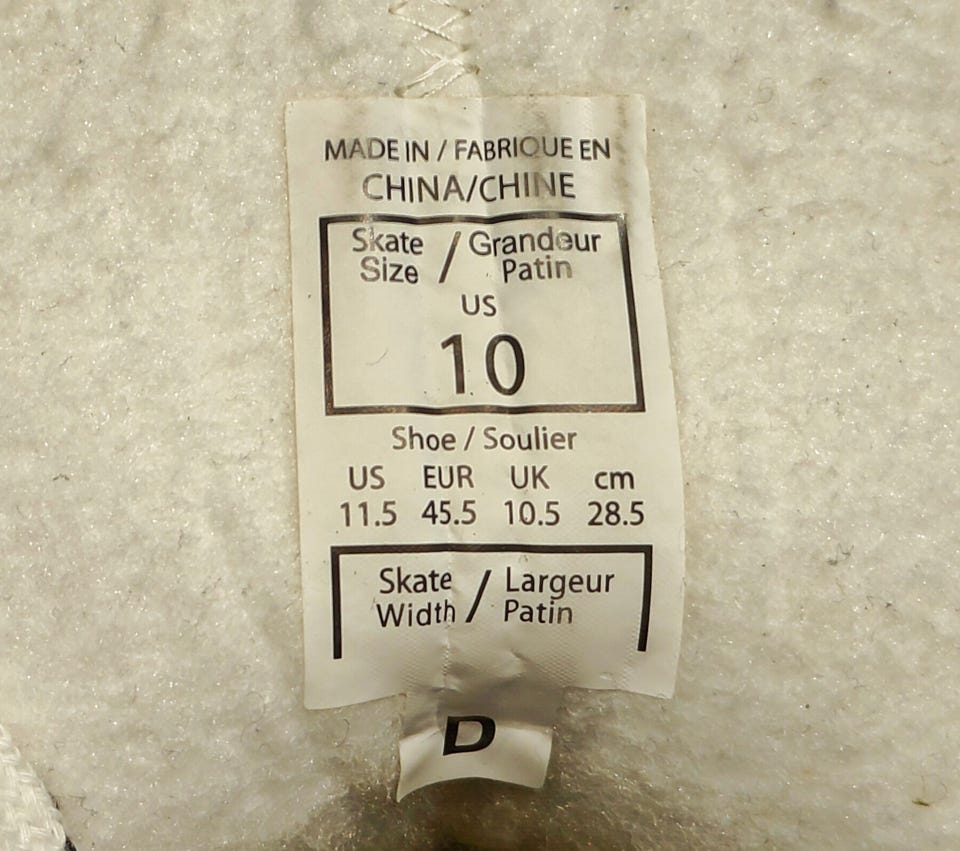 MADE IN / FABRIQUE EN
CHINA/CHINE
Skate Size / Grandeur Patin
US
10
Shoe / Soulier
US EUR UK cm
11.5 45.5 10.5 28.5
Skate Width / Largeur Patin
D